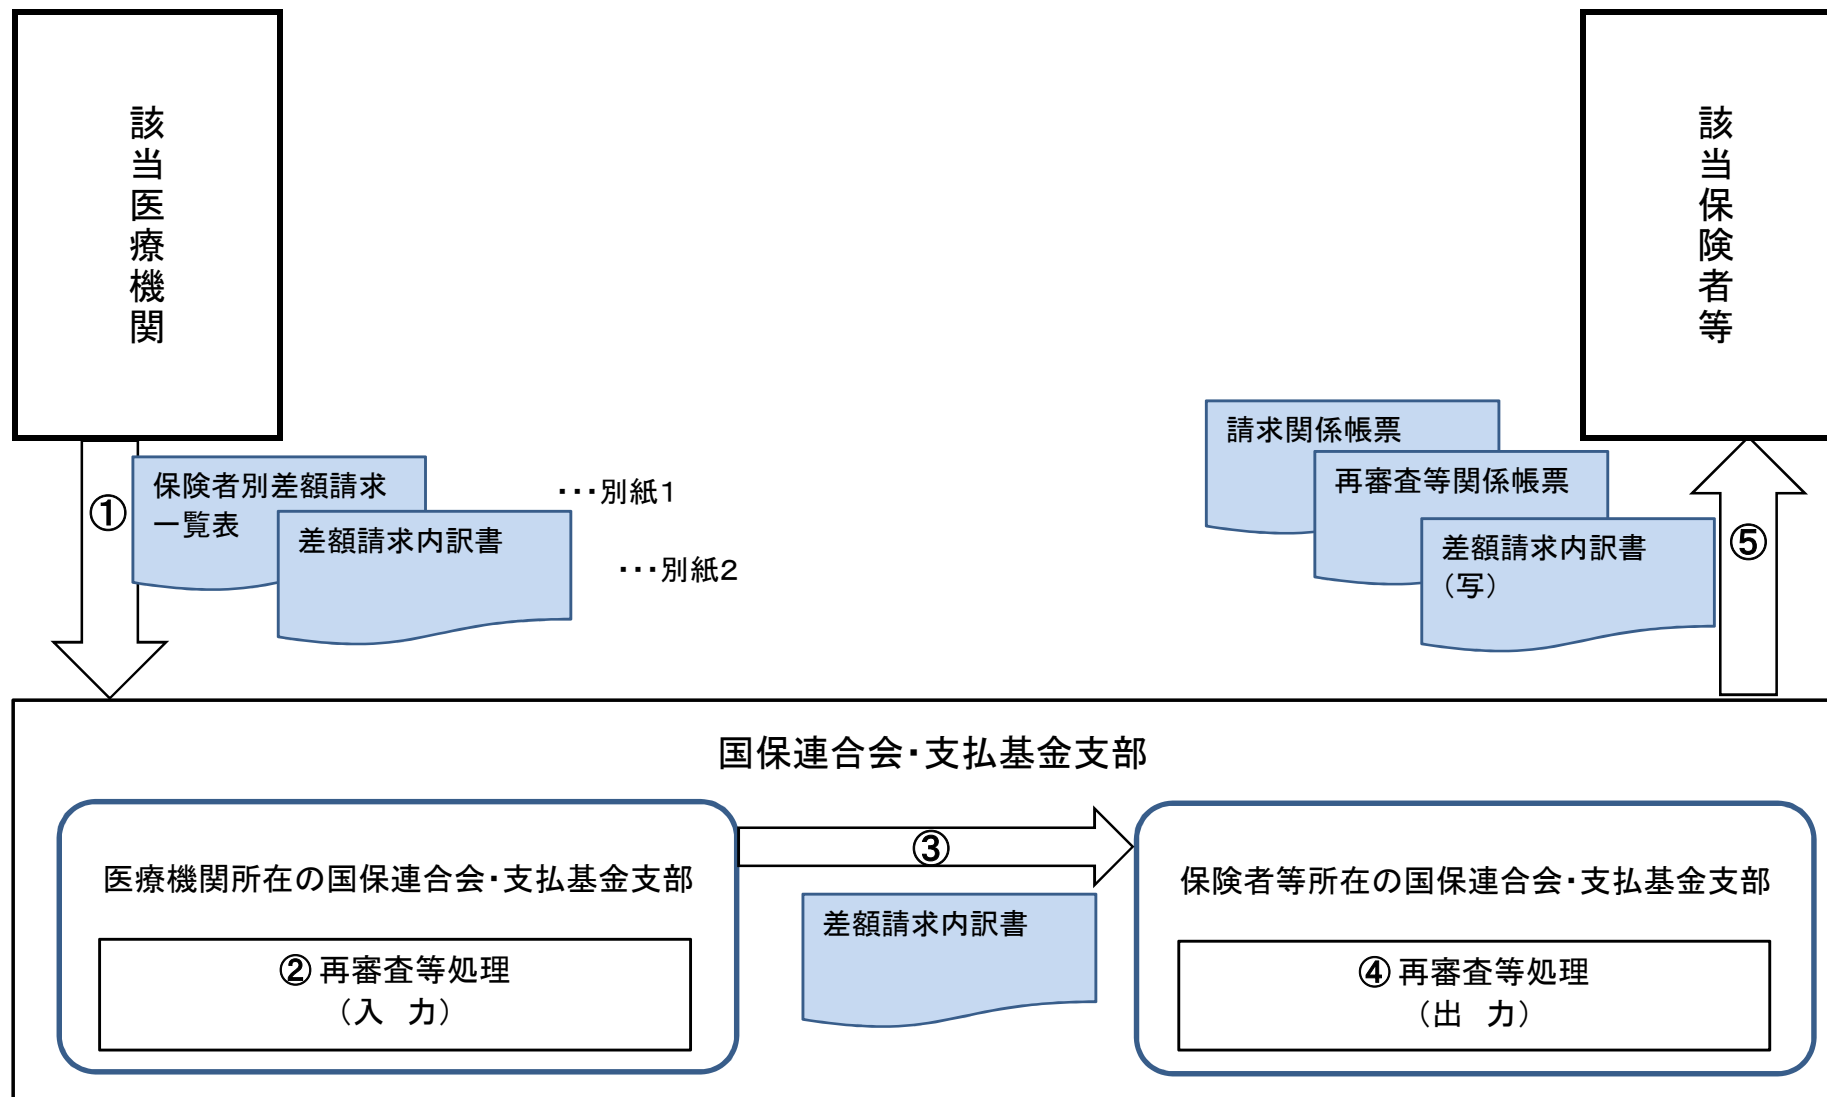 該当医療機関
該当保険者等
①
保険者別差額請求
一覧表
・・・別紙1
差額請求内訳書
・・・別紙2
請求関係帳票
再審査等関係帳票
差額請求内訳書
（写）
⑤
国保連合会・支払基金支部
医療機関所在の国保連合会・支払基金支部
②再審査等処理
（入　力）
③
差額請求内訳書
保険者等所在の国保連合会・支払基金支部
④再審査等処理
（出　力）